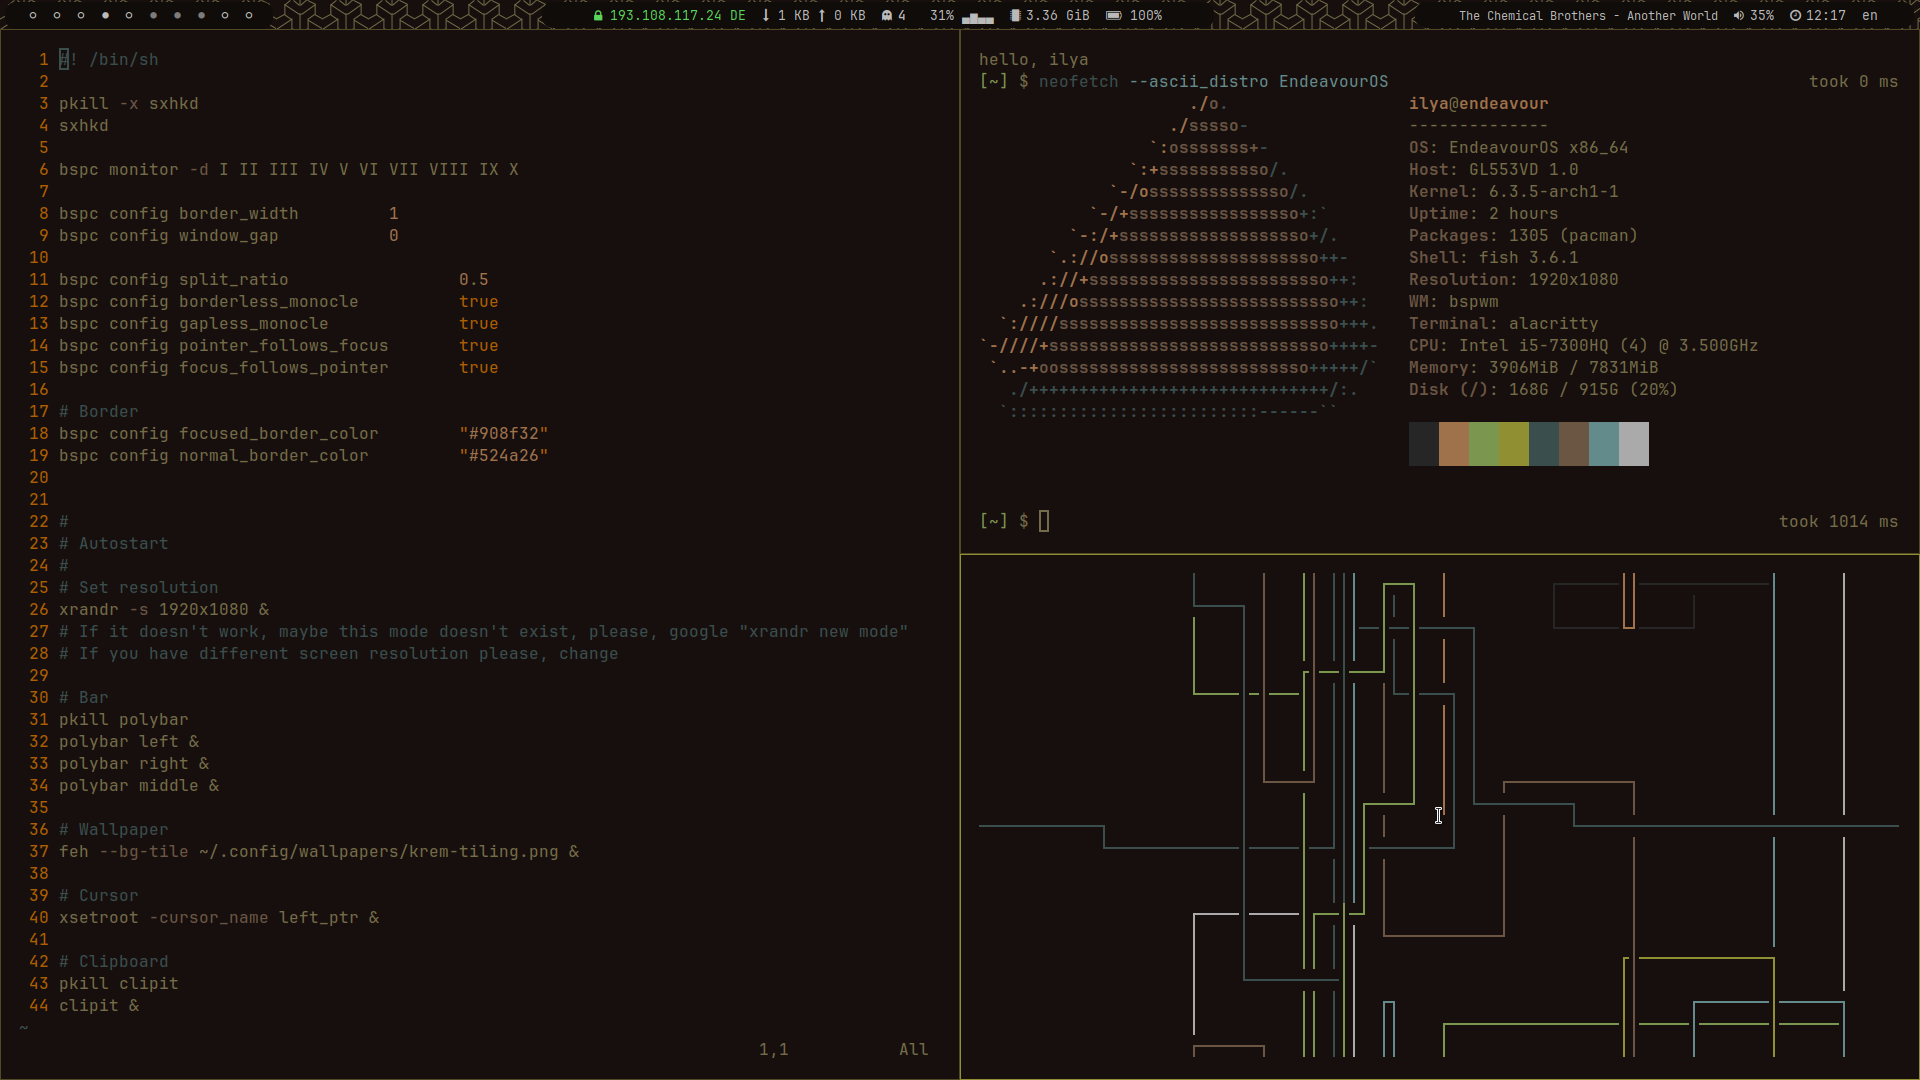 193.108.117.24 DE 1 KB 0 KB 4 31% 3.36 GiB 100% The Chemical Brothers - Another World 35% 12:17 en
1 #! /bin/sh
2
3 pkill -x sxhkd
4 sxhkd
5
6 bspc monitor -d I II III IV V VI VII VIII IX X
7
8 bspc config border_width 1
9 bspc config window_gap 0
10
11 bspc config split_ratio 0.5
12 bspc config borderless_monocle true
13 bspc config gapless_monocle true
14 bspc config pointer_follows_focus true
15 bspc config focus_follows_pointer true
16
17 # Border
18 bspc config focused_border_color "#908f32"
19 bspc config normal_border_color "#524a26"
20
21
22 #
23 # Autostart
24 #
25 # Set resolution
26 xrandr -s 1920x1080 &
27 # If it doesn't work, maybe this mode doesn't exist, please, google "xrandr new mode"
28 # If you have different screen resolution please, change
29
30 # Bar
31 pkill polybar
32 polybar left &
33 polybar right &
34 polybar middle &
35
36 # Wallpaper
37 feh --bg-tile ~/.config/wallpapers/krem-tiling.png &
38
39 # Cursor
40 xsetroot -cursor_name left_ptr &
41
42 # Clipboard
43 pkill clipit
44 clipit &
~
1,1 All
hello, ilya
[~] $ neofetch --ascii_distro EndeavourOS took 0 ms
./o.
./sssso-
`:osssssss+-
`:+sssssssssso/.
`-/ossssssssssssso/.
`-/+sssssssssssssssso+:`
`-:/+sssssssssssssssssso+/.
`.://osssssssssssssssssssso++-
.://+ssssssssssssssssssssssso++:
.:///ossssssssssssssssssssssssso++:
`:////ssssssssssssssssssssssssssso+++.
`-////+ssssssssssssssssssssssssssso++++-
`..-+oosssssssssssssssssssssssso+++++/`
./++++++++++++++++++++++++++++++/:.
`:::::::::::::::::::::::::------``
ilya@endeavour
--------------
OS: EndeavourOS x86_64
Host: GL553VD 1.0
Kernel: 6.3.5-arch1-1
Uptime: 2 hours
Packages: 1305 (pacman)
Shell: fish 3.6.1
Resolution: 1920x1080
WM: bspwm
Terminal: alacritty
CPU: Intel i5-7300HQ (4) @ 3.500GHz
Memory: 3906MiB / 7831MiB
Disk (/): 168G / 915G (20%)
[~] $ took 1014 ms